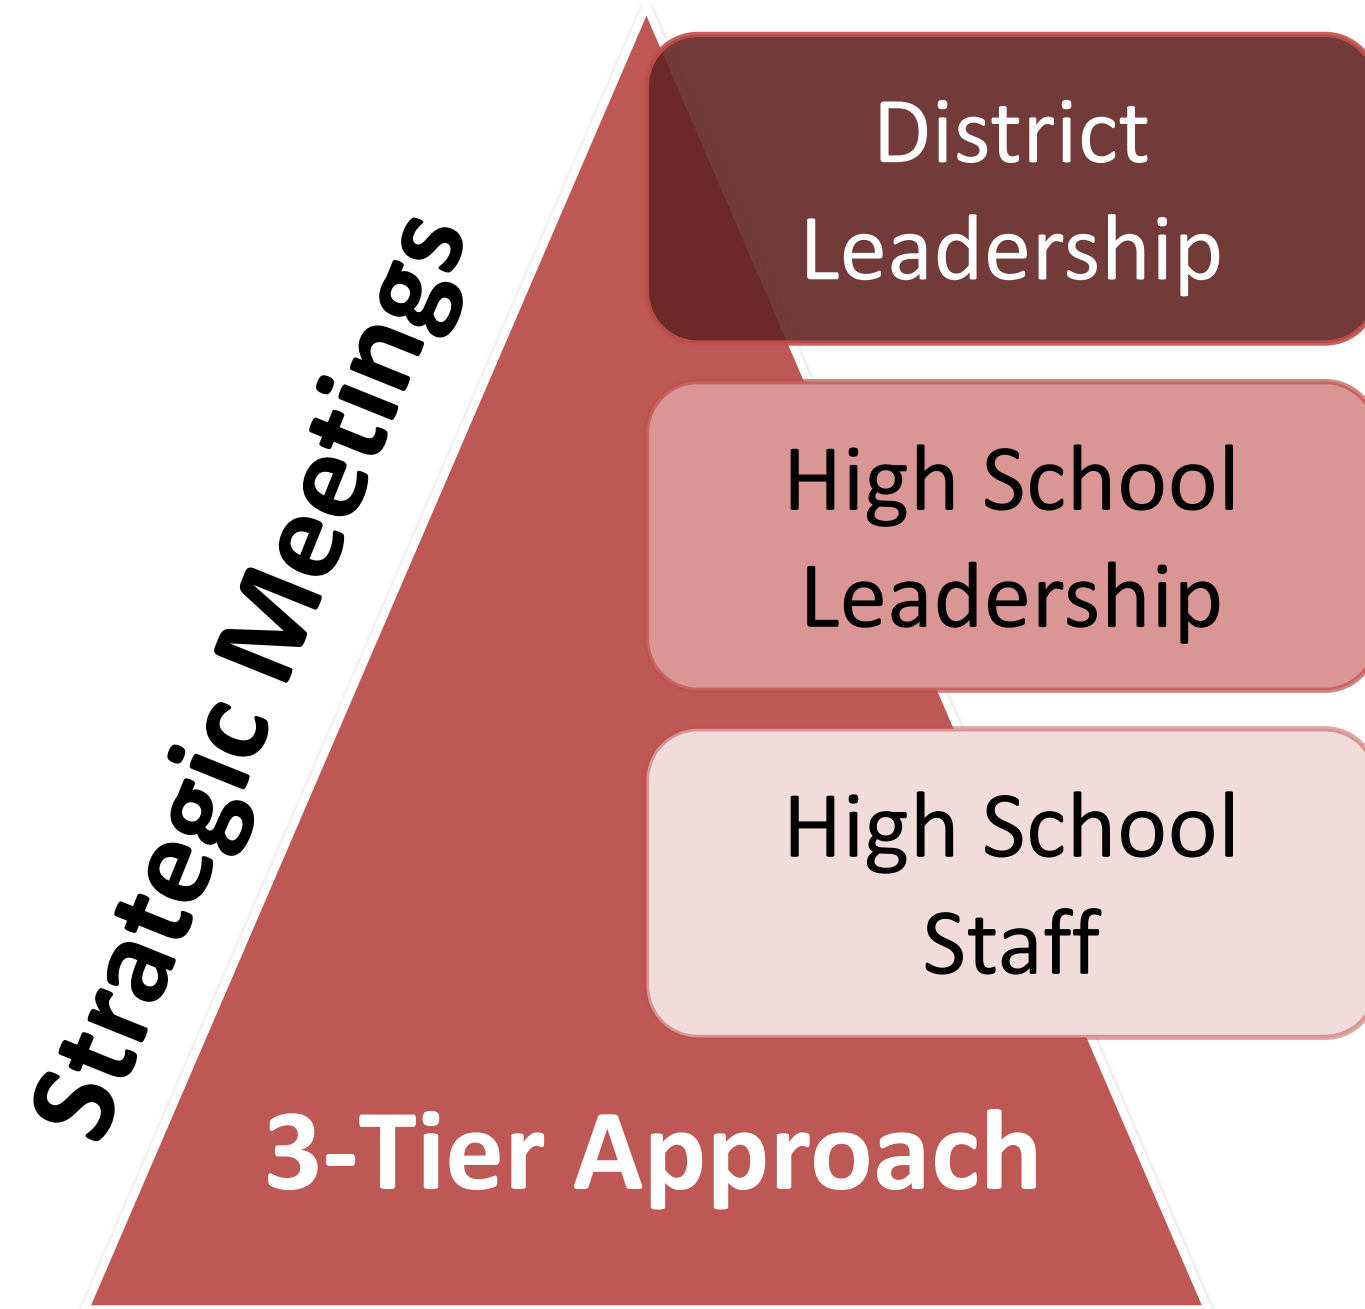 Strategic Meetings
District
Leadership
High School
Leadership
High School
Staff
3-Tier Approach